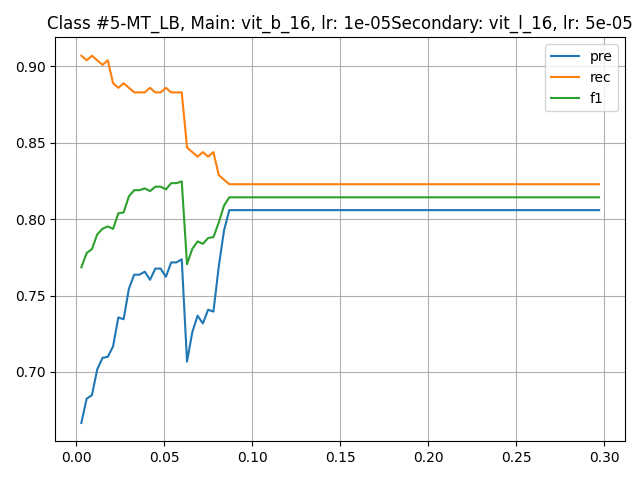 Class #5-MT_LB, Main: vit_b_16, lr: 1e-05Secondary: vit_l_16, lr: 5e-05
pre
rec
f1
0.90
0.85
0.80
0.75
0.70
0.00 0.05 0.10 0.15 0.20 0.25 0.30